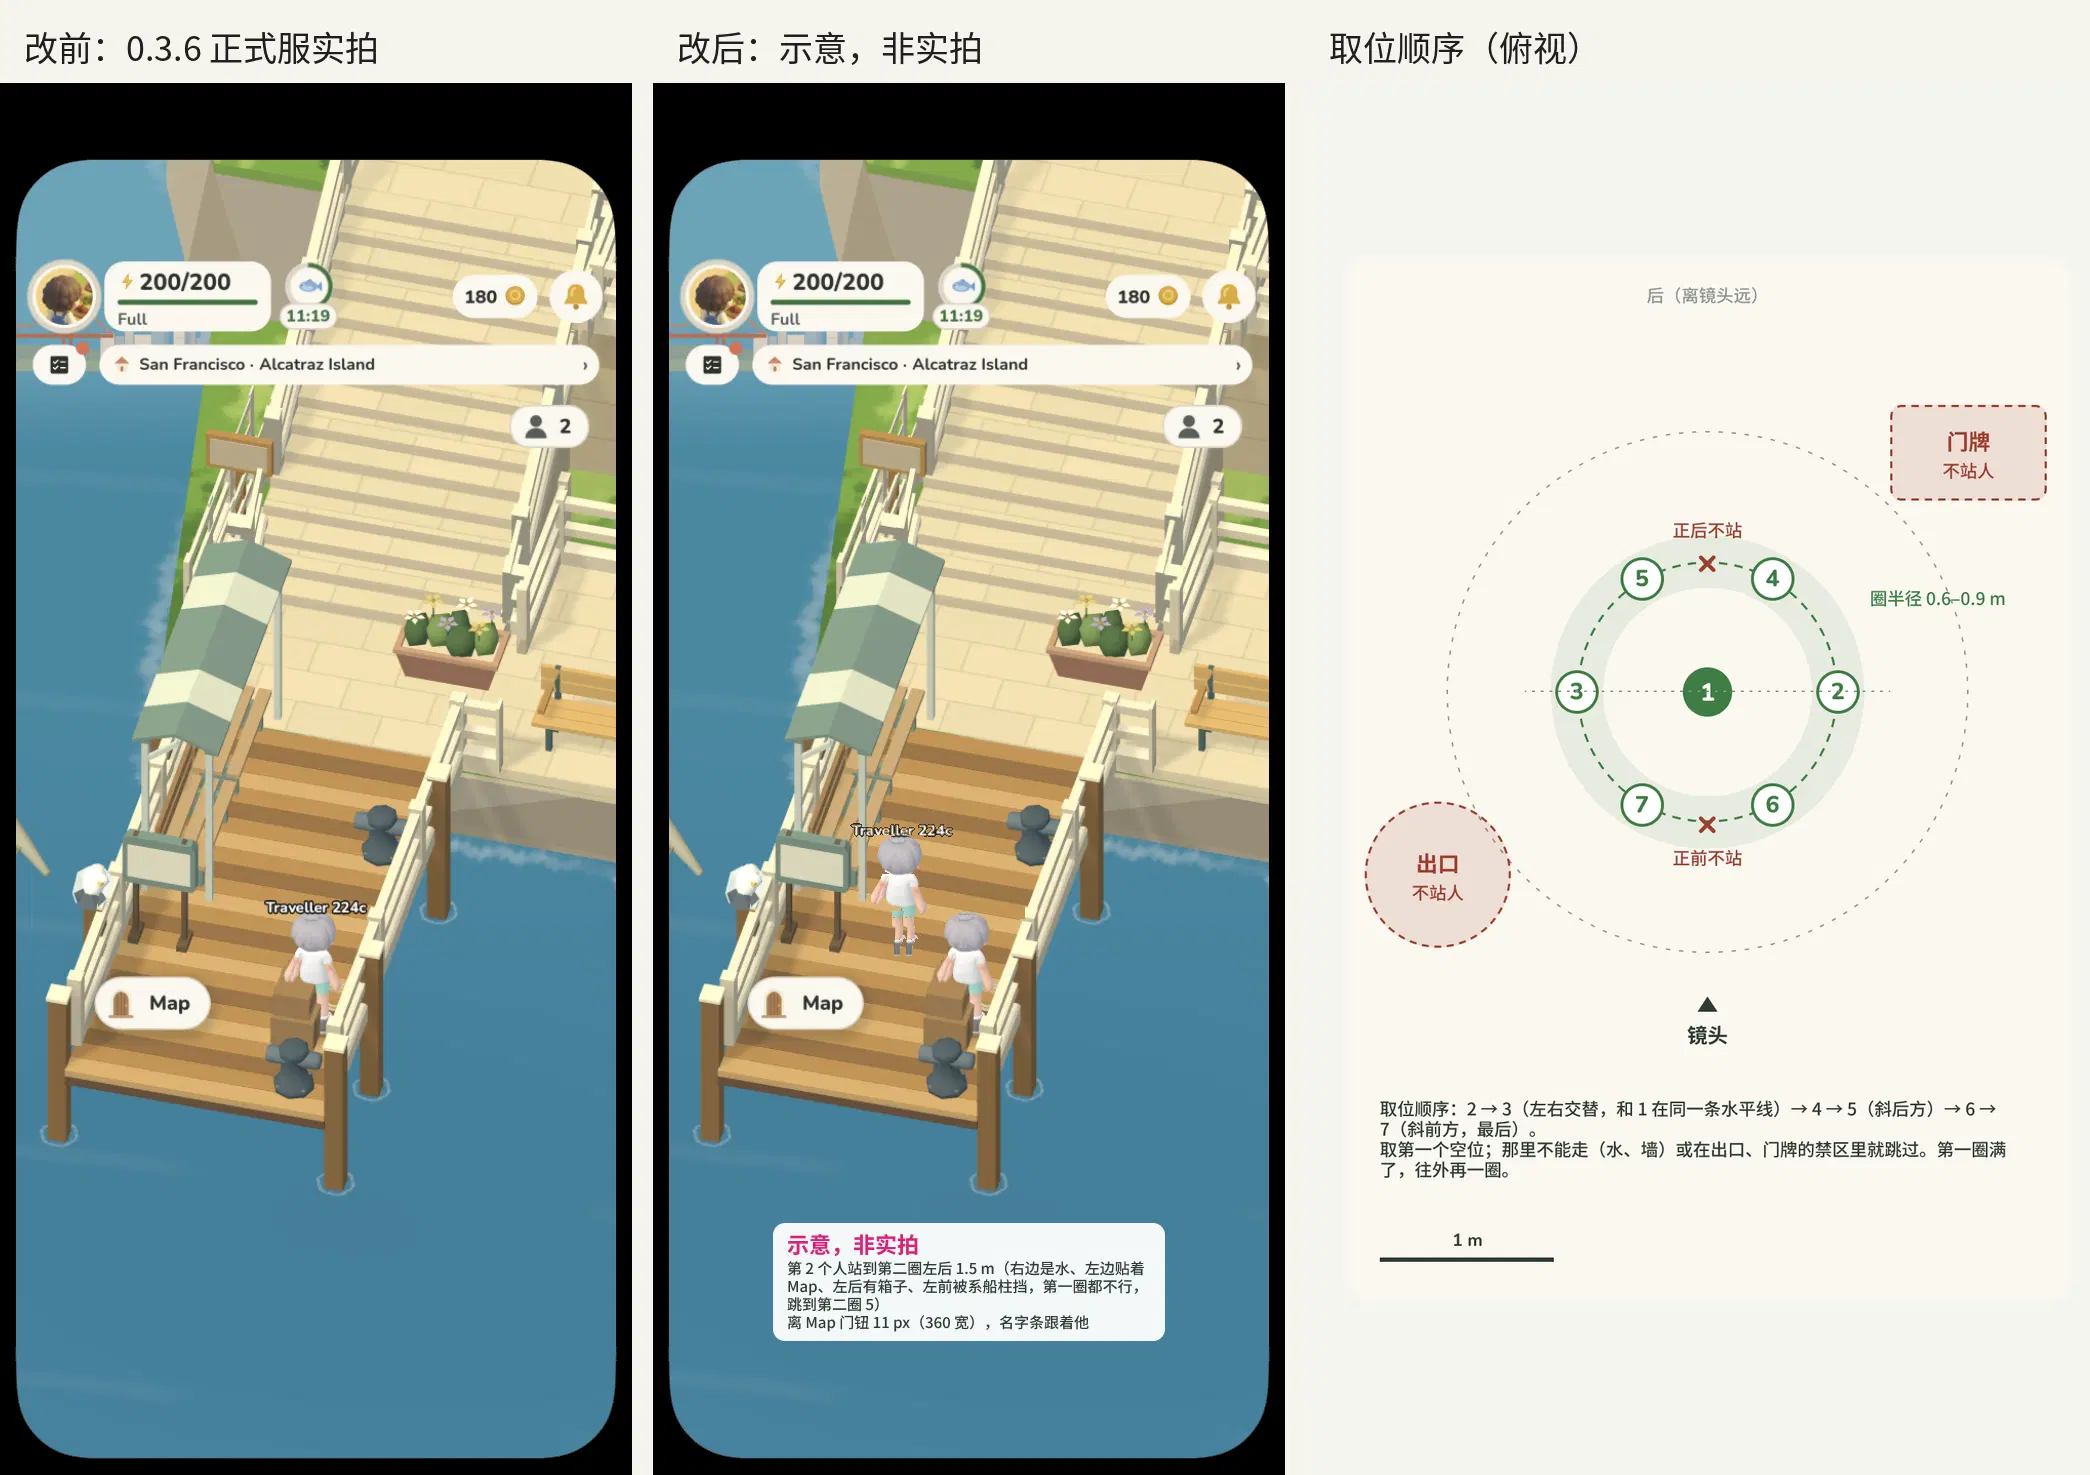 改前：0.3.6 正式服实拍
200/200
Full
11:19
180
San Francisco · Alcatraz Island
2
Traveller 224c
Map
改后：示意，非实拍
200/200
Full
11:19
180
San Francisco · Alcatraz Island
2
Traveller 224c
Map
示意，非实拍
第 2 个人站到第二圈左后 1.5 m（右边是水、左边贴着
Map、左后有箱子、左前被系船柱挡，第一圈都不行，
跳到第二圈 5）
离 Map 门钮 11 px（360 宽），名字条跟着他
取位顺序（俯视）
后（离镜头远）
门牌
不站人
正后不站
5
4
圈半径 0.6–0.9 m
3
1
2
7
6
正前不站
出口
不站人
镜头
取位顺序：2 → 3（左右交替，和 1 在同一条水平线）→ 4 → 5（斜后方）→ 6 →
7（斜前方，最后）。
取第一个空位；那里不能走（水、墙）或在出口、门牌的禁区里就跳过。第一圈满
了，往外再一圈。
1 m